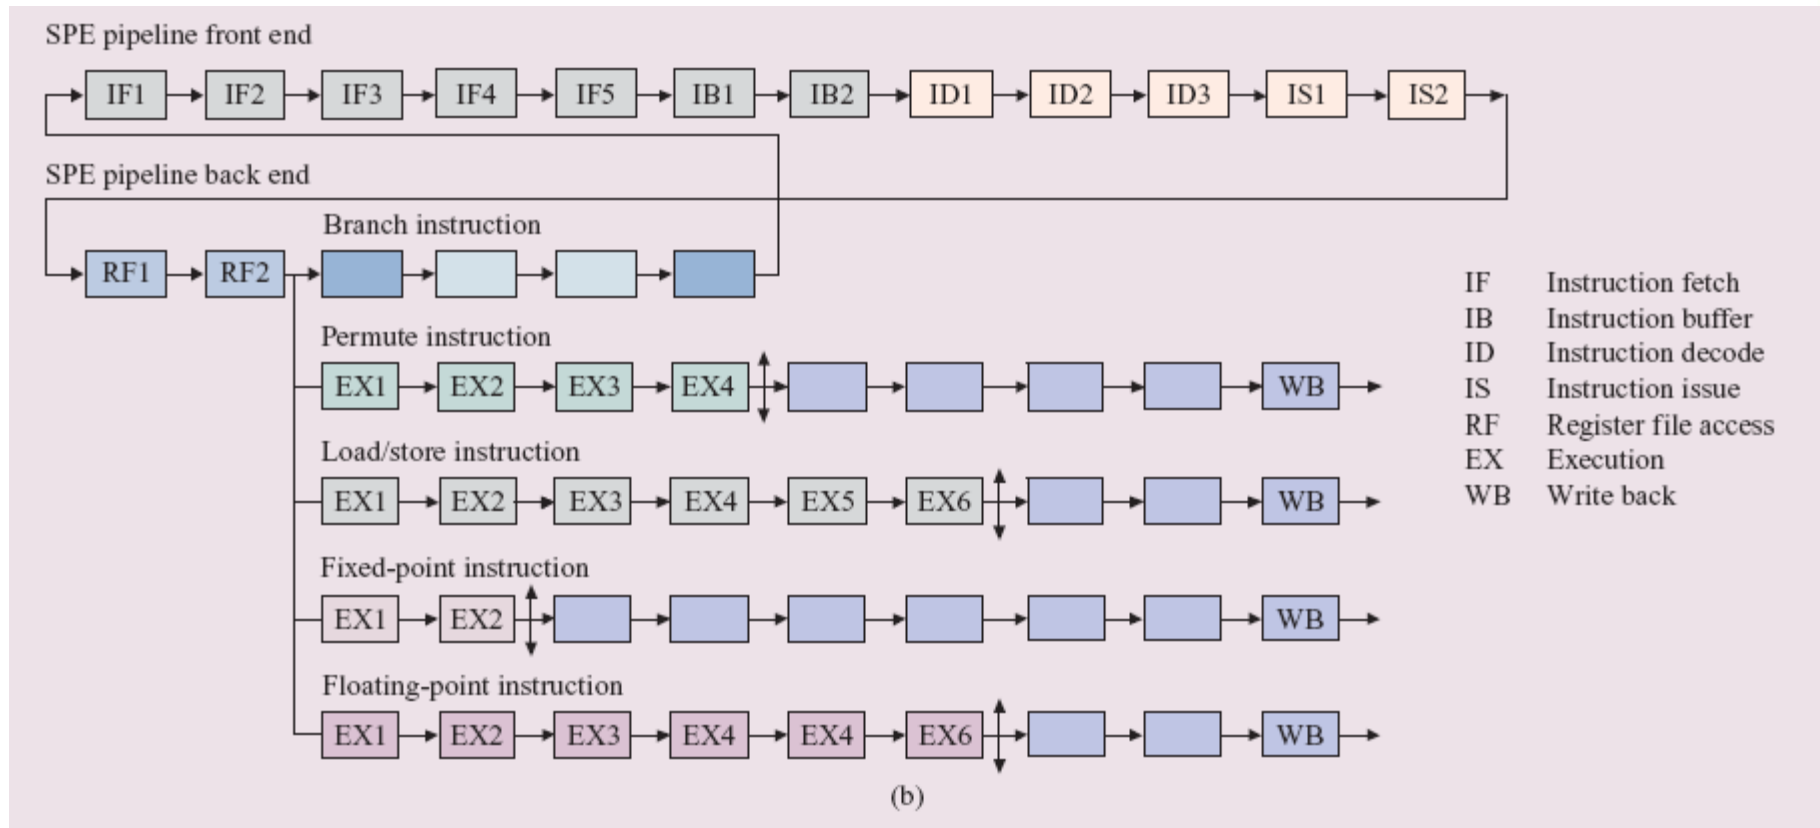 SPE pipeline front end
IF1 IF2 IF3 IF4 IF5 IB1 IB2 ID1 ID2 ID3 IS1 IS2
SPE pipeline back end
Branch instruction
RF1 RF2
Permute instruction
EX1 EX2 EX3 EX4 WB
Load/store instruction
EX1 EX2 EX3 EX4 EX5 EX6 WB
Fixed-point instruction
EX1 EX2 WB
Floating-point instruction
EX1 EX2 EX3 EX4 EX4 EX6 WB
IF Instruction fetch
IB Instruction buffer
ID Instruction decode
IS Instruction issue
RF Register file access
EX Execution
WB Write back
(b)